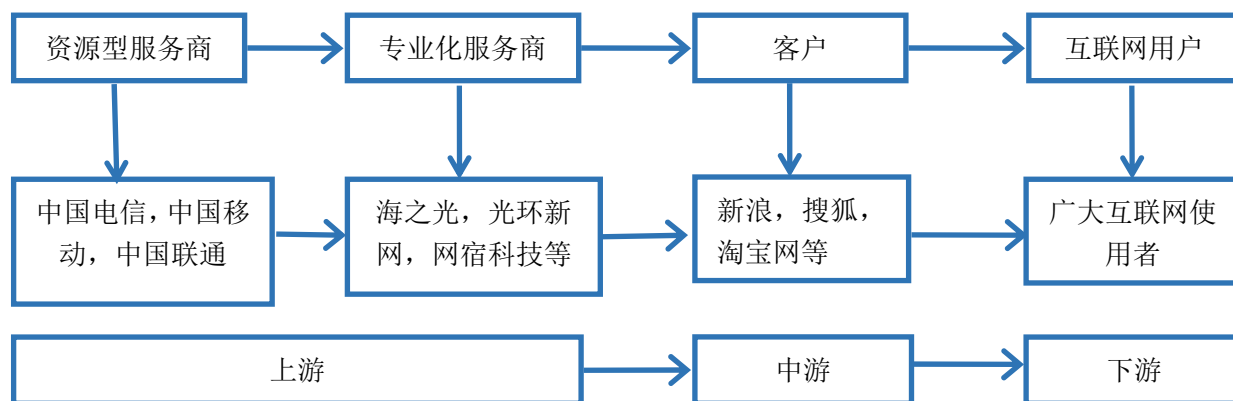 资源型服务商
专业化服务商
客户
互联网用户
中国电信，中国移
动，中国联通
海之光，光环新
网，网宿科技等
新浪，搜狐，
淘宝网等
广大互联网使
用者
上游
中游
下游